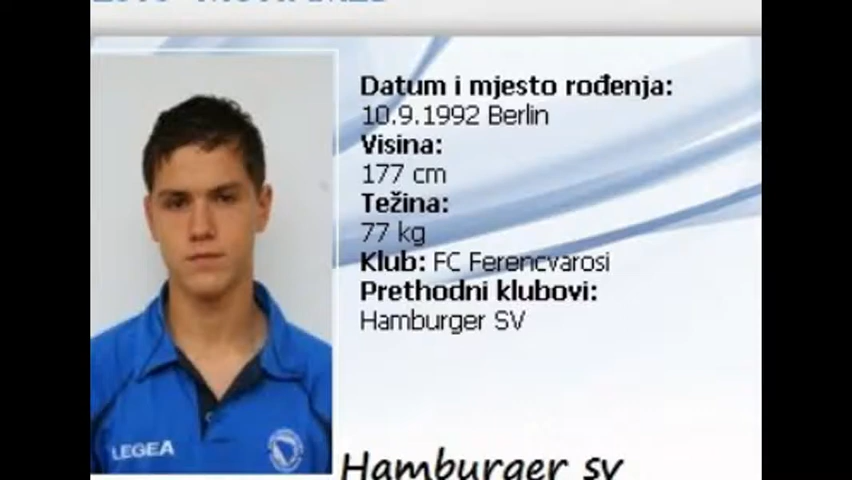 Datum i mjesto rođenja:
10.9.1992 Berlin
Visina:
177 cm
Težina:
77 kg
Klub: FC Ferencvarosi
Prethodni klubovi:
Hamburger SV
LEGEA
Hamburger sv